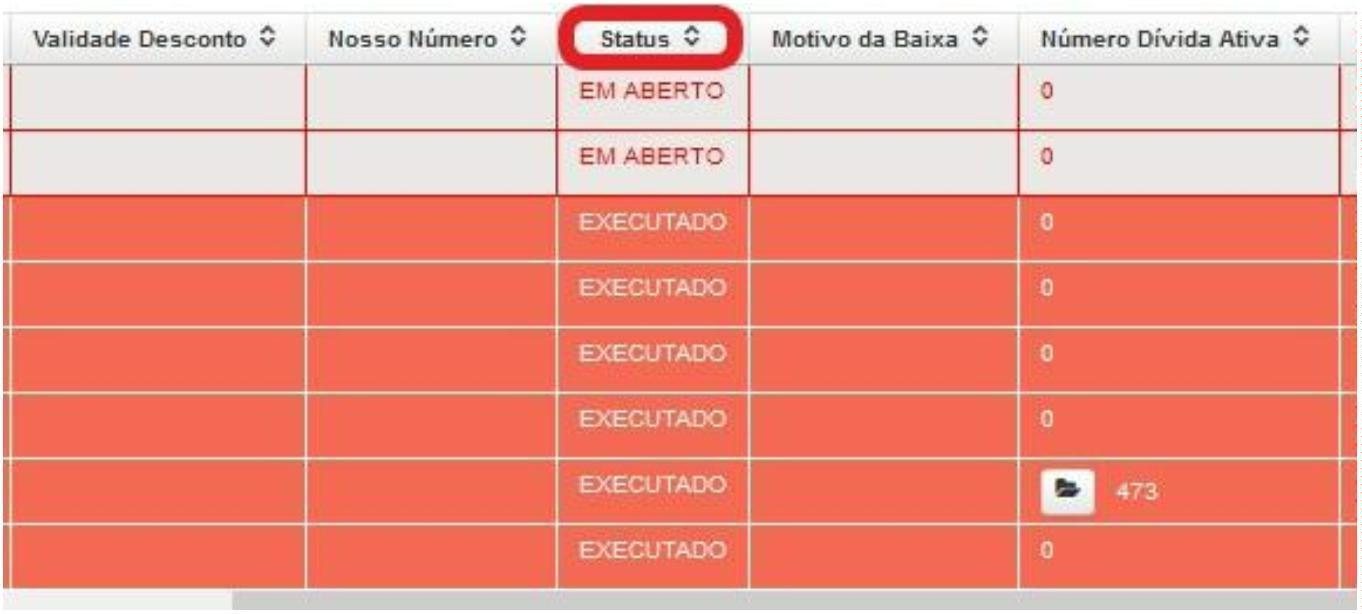 Validade Desconto Nosso Número Status Motivo da Baixa Número Dívida Ativa
EM ABERTO 0
EM ABERTO 0
EXECUTADO 0
EXECUTADO 0
EXECUTADO 0
EXECUTADO 0
EXECUTADO 473
EXECUTADO 0